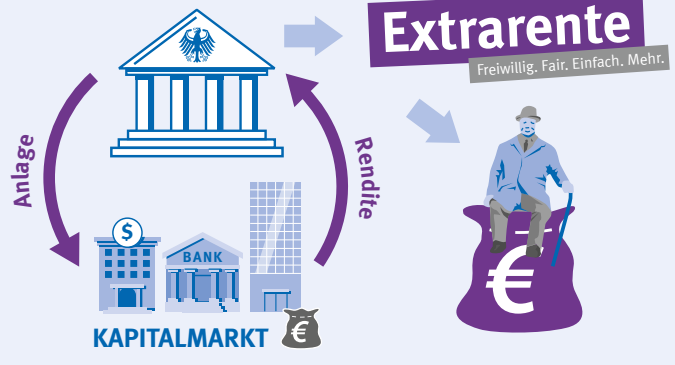 Extrarente
Freiwillig. Fair. Einfach. Mehr.
Anlage
Rendite
$
BANK
€
KAPITALMARKT
€